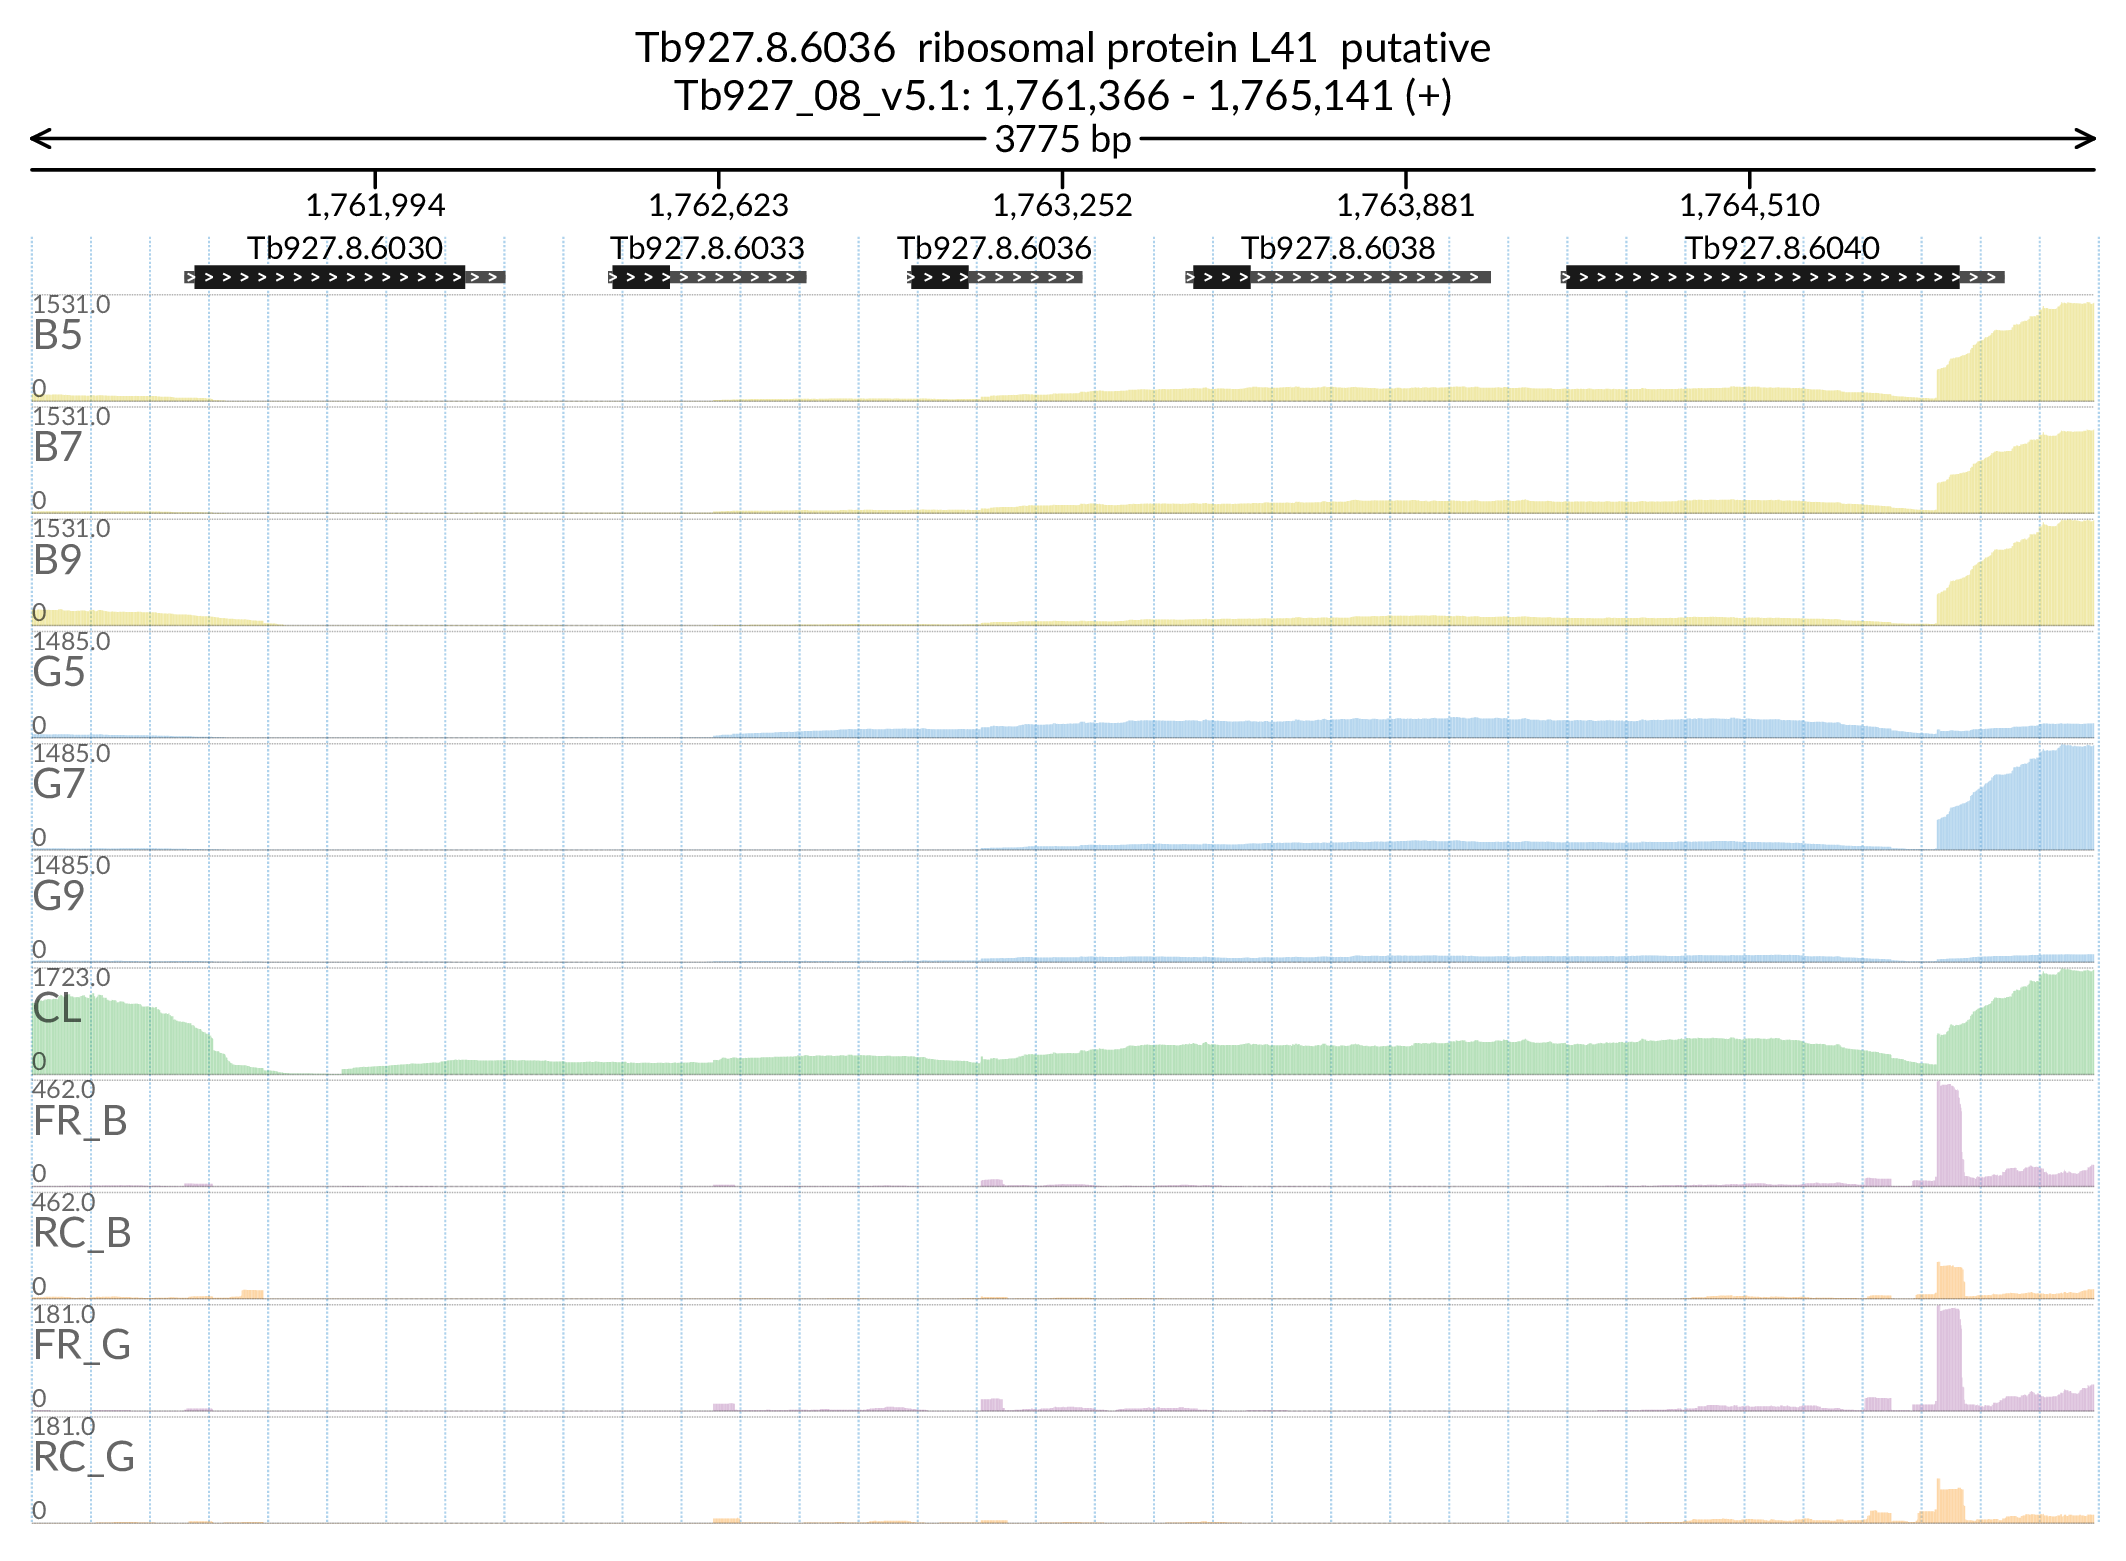 Tb927.8.6036 ribosomal protein L41 putative
Tb927_08_v5.1: 1,761,366 - 1,765,141 (+)
3775 bp
1,761,994 1,762,623 1,763,252 1,763,881 1,764,510
Tb927.8.6030 Tb927.8.6033 Tb927.8.6036 Tb927.8.6038 Tb927.8.6040
1531.0
B5
0
1531.0
B7
0
1531.0
B9
0
1485.0
G5
0
1485.0
G7
0
1485.0
G9
0
1723.0
CL
0
462.0
FR_B
0
462.0
RC_B
0
181.0
FR_G
0
181.0
RC_G
0